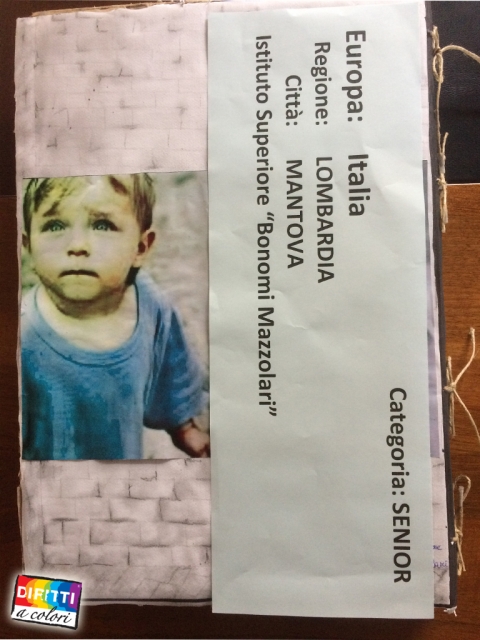 Categoria: SENIOR
Europa: Italia
Regione: LOMBARDIA
Città: MANTOVA
Istituto Superiore “Bonomi Mazzolari”
DIRITTI
a colori